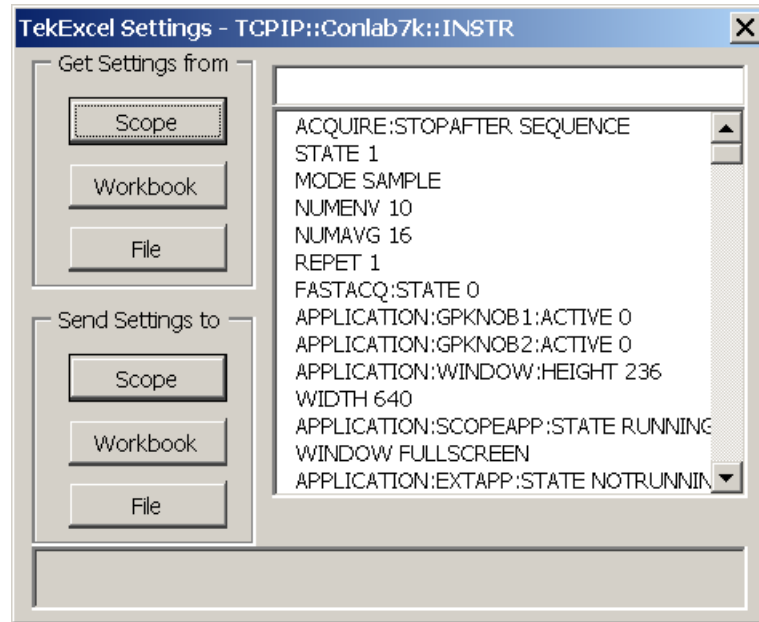 TekExcel Settings - TCPIP::Conlab7k::INSTR
Get Settings from
Scope
Workbook
File
Send Settings to
Scope
Workbook
File
ACQUIRE:STOPAFTER SEQUENCE
STATE 1
MODE SAMPLE
NUMENV 10
NUMAVG 16
REPET 1
FASTACQ:STATE 0
APPLICATION:GPKNOB1:ACTIVE 0
APPLICATION:GPKNOB2:ACTIVE 0
APPLICATION:WINDOW:HEIGHT 236
WIDTH 640
APPLICATION:SCOPEAPP:STATE RUNNING
WINDOW FULLSCREEN
APPLICATION:EXTAPP:STATE NOTRUNNIN